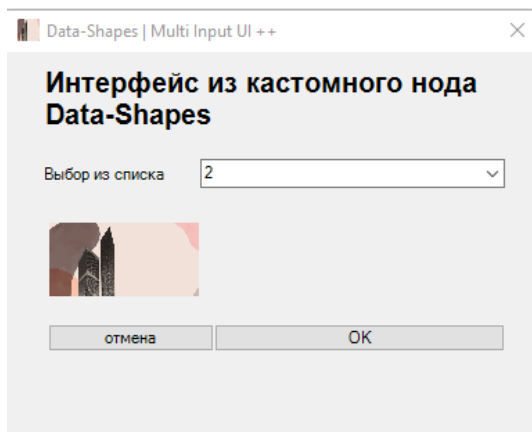 Data-Shapes | Multi Input UI ++
Интерфейс из кастомного нода
Data-Shapes
Выбор из списка 2
отмена OK